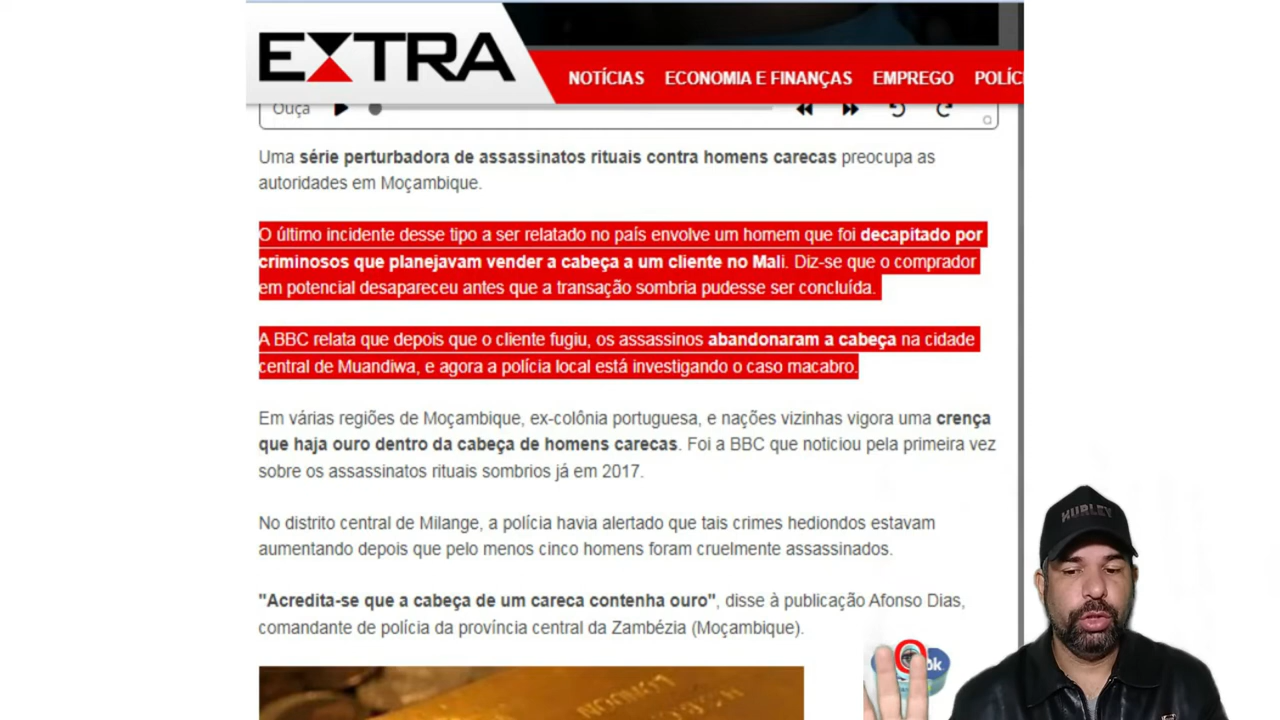 EXTRA
NOTÍCIAS ECONOMIA E FINANÇAS EMPREGO POLÍC
Ouça
Uma série perturbadora de assassinatos rituais contra homens carecas preocupa as
autoridades em Moçambique.
O último incidente desse tipo a ser relatado no país envolve um homem que foi decapitado por
criminosos que planejavam vender a cabeça a um cliente no Mali. Diz-se que o comprador
em potencial desapareceu antes que a transação sombria pudesse ser concluída.
A BBC relata que depois que o cliente fugiu, os assassinos abandonaram a cabeça na cidade
central de Muandiwa, e agora a polícia local está investigando o caso macabro.
Em várias regiões de Moçambique, ex-colônia portuguesa, e nações vizinhas vigora uma crença
que haja ouro dentro da cabeça de homens carecas. Foi a BBC que noticiou pela primeira vez
sobre os assassinatos rituais sombrios já em 2017.
No distrito central de Milange, a polícia havia alertado que tais crimes hediondos estavam
aumentando depois que pelo menos cinco homens foram cruelmente assassinados.
"Acredita-se que a cabeça de um careca contenha ouro", disse à publicação Afonso Dias,
comandante de polícia da província central da Zambézia (Moçambique).
HURLEY